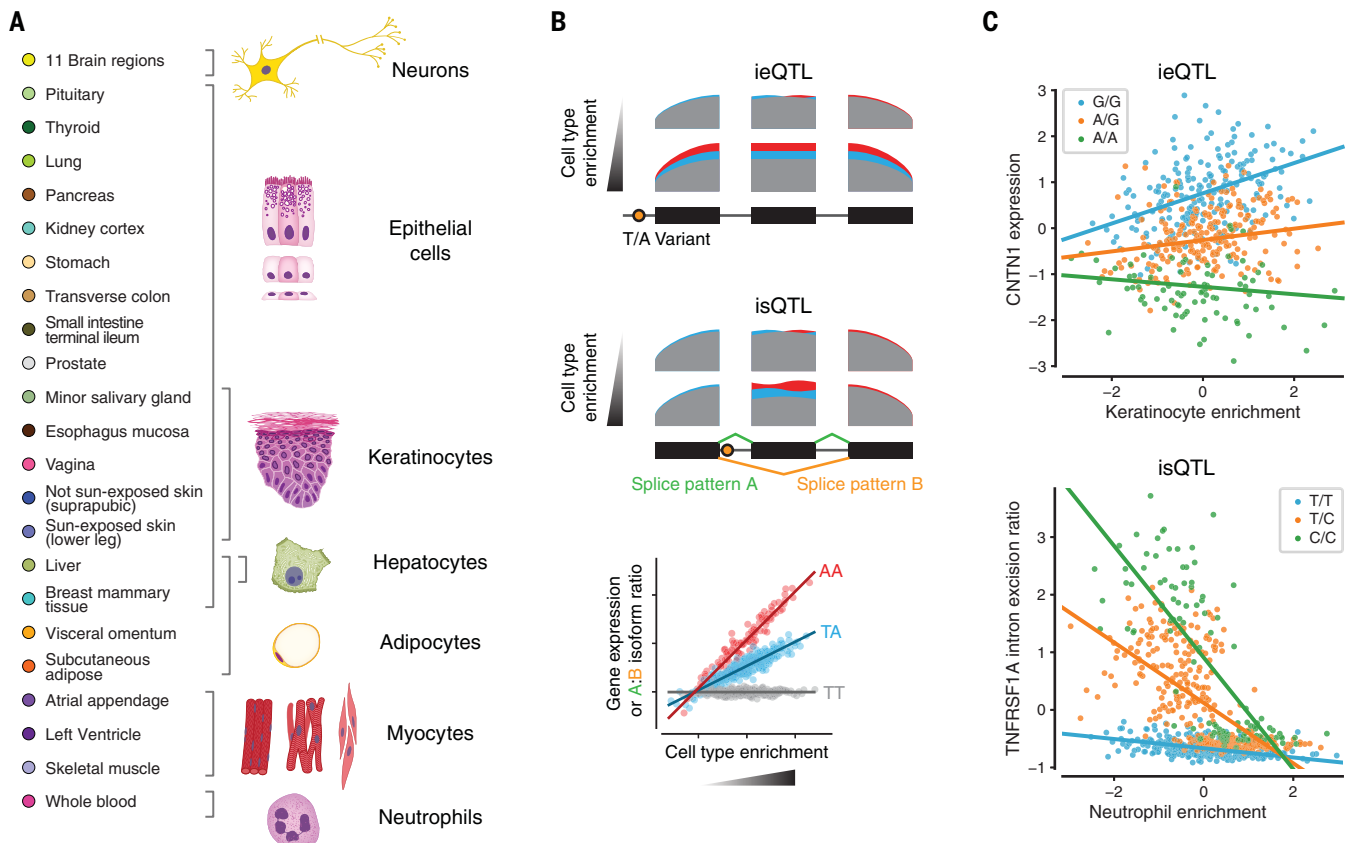 A
11 Brain regions
Pituitary
Thyroid
Lung
Pancreas
Kidney cortex
Stomach
Transverse colon
Small intestine
terminal ileum
Prostate
Minor salivary gland
Esophagus mucosa
Vagina
Not sun-exposed skin
(suprapubic)
Sun-exposed skin
(lower leg)
Liver
Breast mammary
tissue
Visceral omentum
Subcutaneous
adipose
Atrial appendage
Left Ventricle
Skeletal muscle
Whole blood
Neurons
Epithelial
cells
Keratinocytes
Hepatocytes
Adipocytes
Myocytes
Neutrophils
B
ieQTL
Cell type
enrichment
T/A Variant
isQTL
Cell type
enrichment
Splice pattern A
Splice pattern B
Gene expression
or A:B isoform ratio
AA
TA
TT
Cell type enrichment
C
ieQTL
G/G
A/G
A/A
CNTN1 expression
3
2
1
0
−1
−2
−3
−2
0
2
Keratinocyte enrichment
isQTL
T/T
T/C
C/C
TNFRSF1A intron excision ratio
3
2
1
0
−1
−2
0
2
Neutrophil enrichment